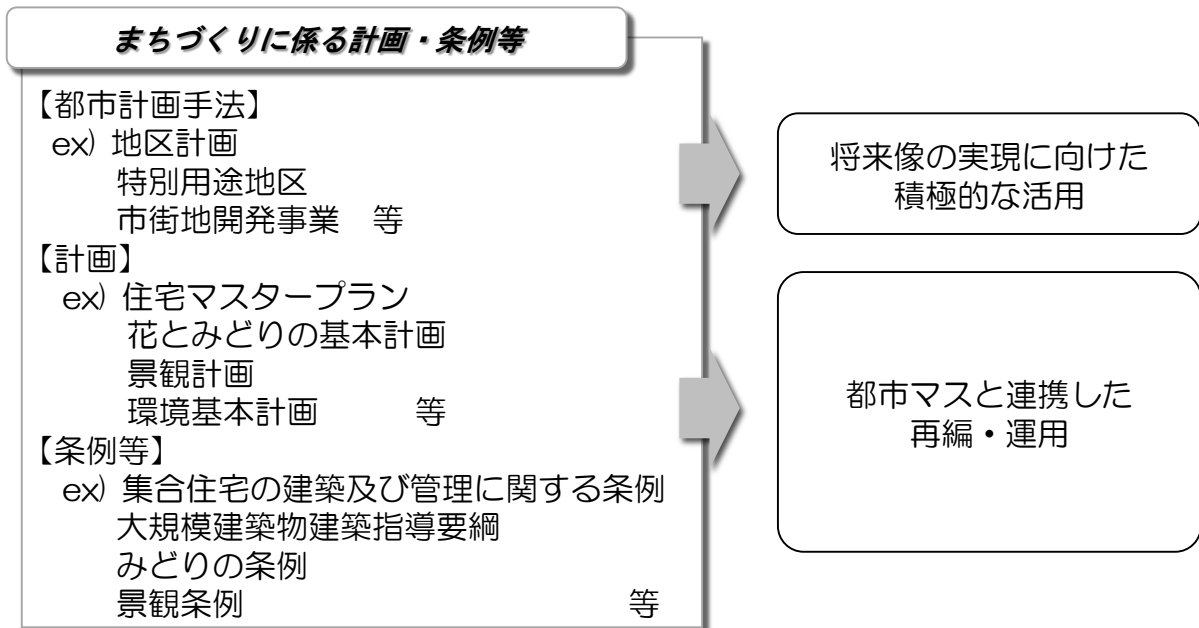 まちづくりに係る計画・条例等
【都市計画手法】
ex) 地区計画
特別用途地区
市街地開発事業　等
【計画】
ex) 住宅マスタープラン
花とみどりの基本計画
景観計画
環境基本計画　　　等
【条例等】
ex) 集合住宅の建築及び管理に関する条例
大規模建築物建築指導要綱
みどりの条例
景観条例　　　　　　　　　　　　等
将来像の実現に向けた
積極的な活用
都市マスと連携した
再編・運用